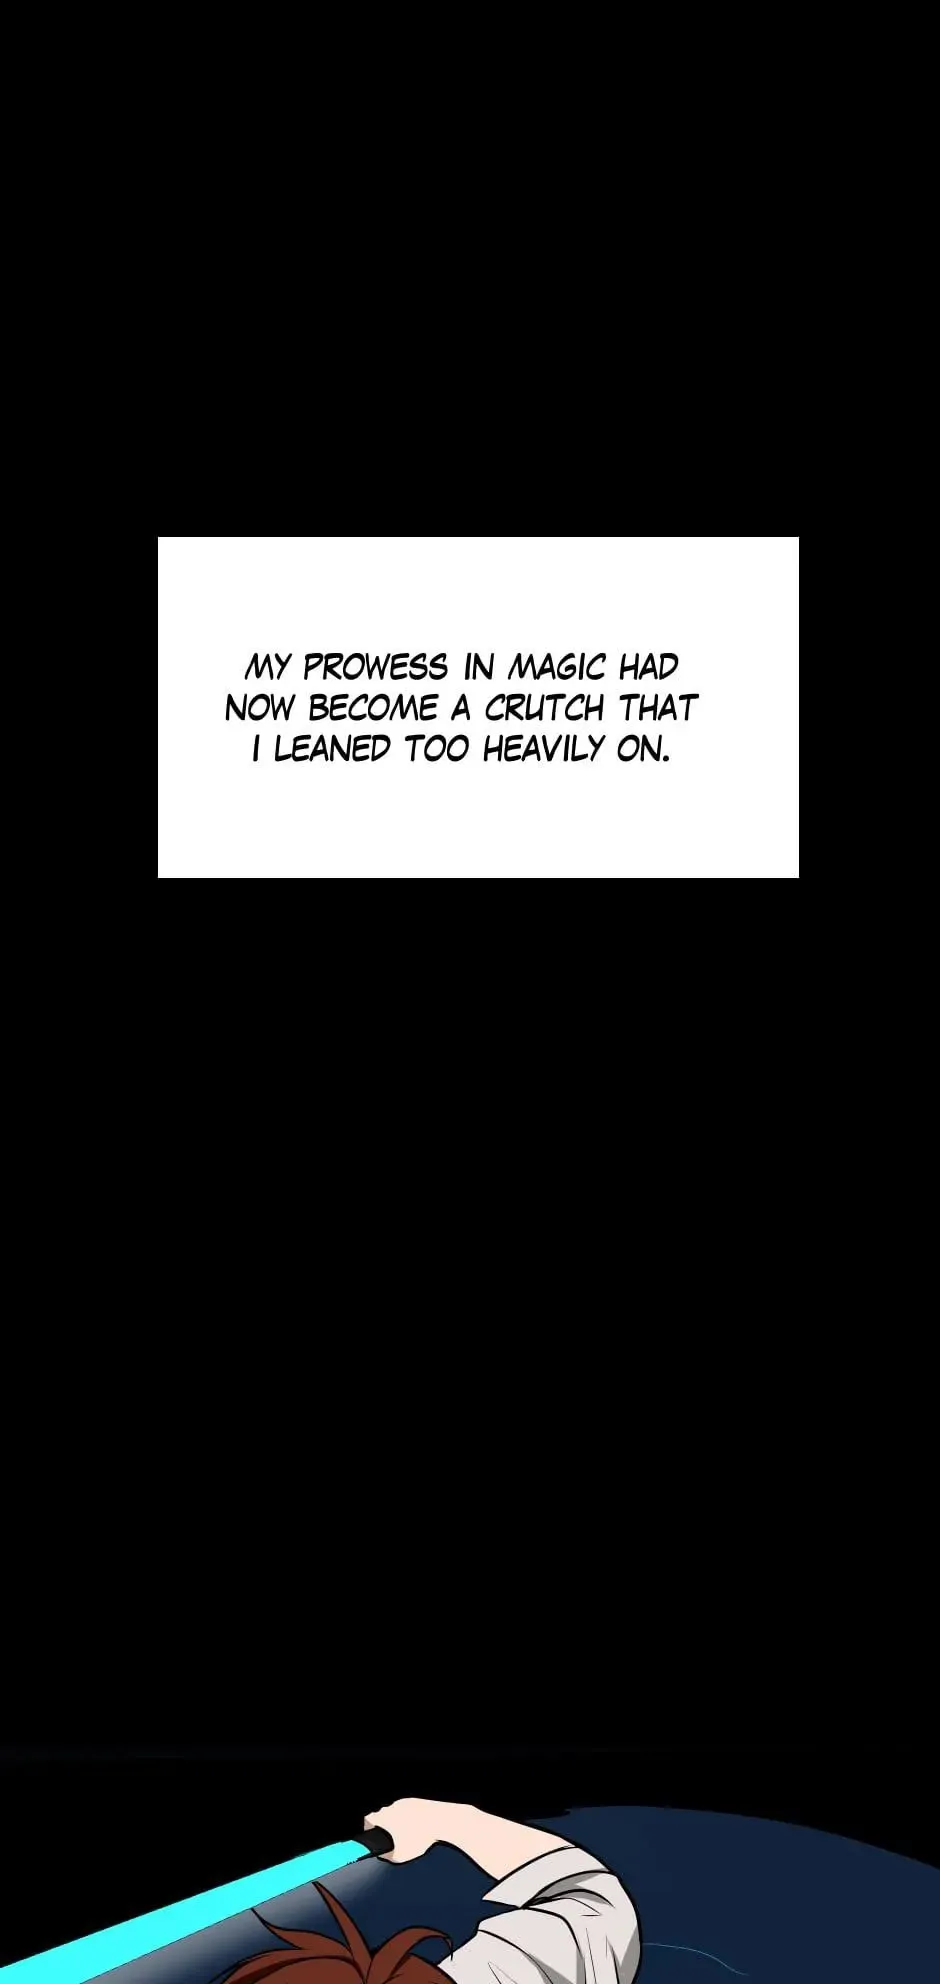 MY PROWESS IN MAGIC HAD
NOW BECOME A CRUTCH THAT
I LEANED TOO HEAVILY ON.